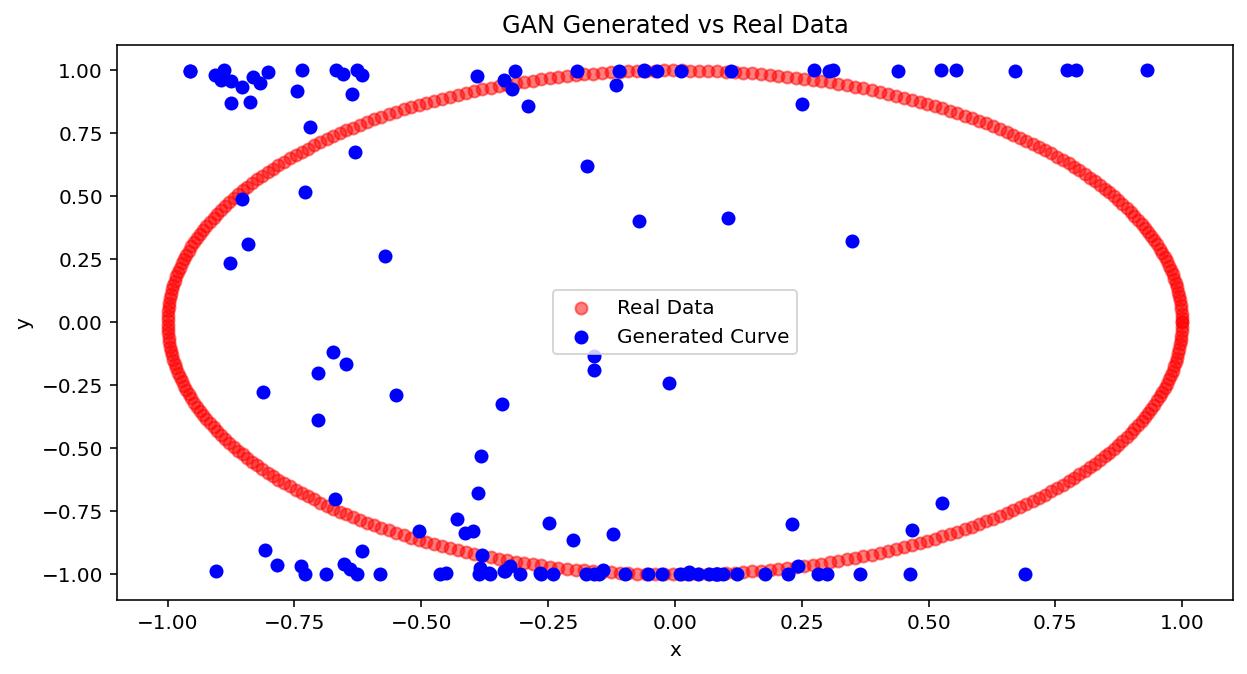 GAN Generated vs Real Data
1.00
0.75
0.50
0.25
0.00
−0.25
−0.50
−0.75
−1.00
y
Real Data
Generated Curve
−1.00 −0.75 −0.50 −0.25 0.00 0.25 0.50 0.75 1.00
x